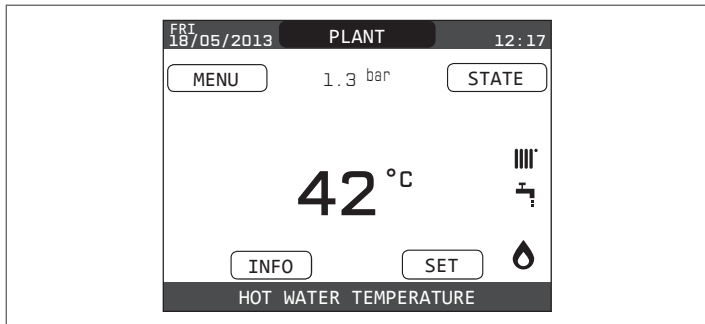 FRI
18/05/2013 PLANT 12:17
MENU 1.3 bar STATE
42 °C
INFO SET
HOT WATER TEMPERATURE